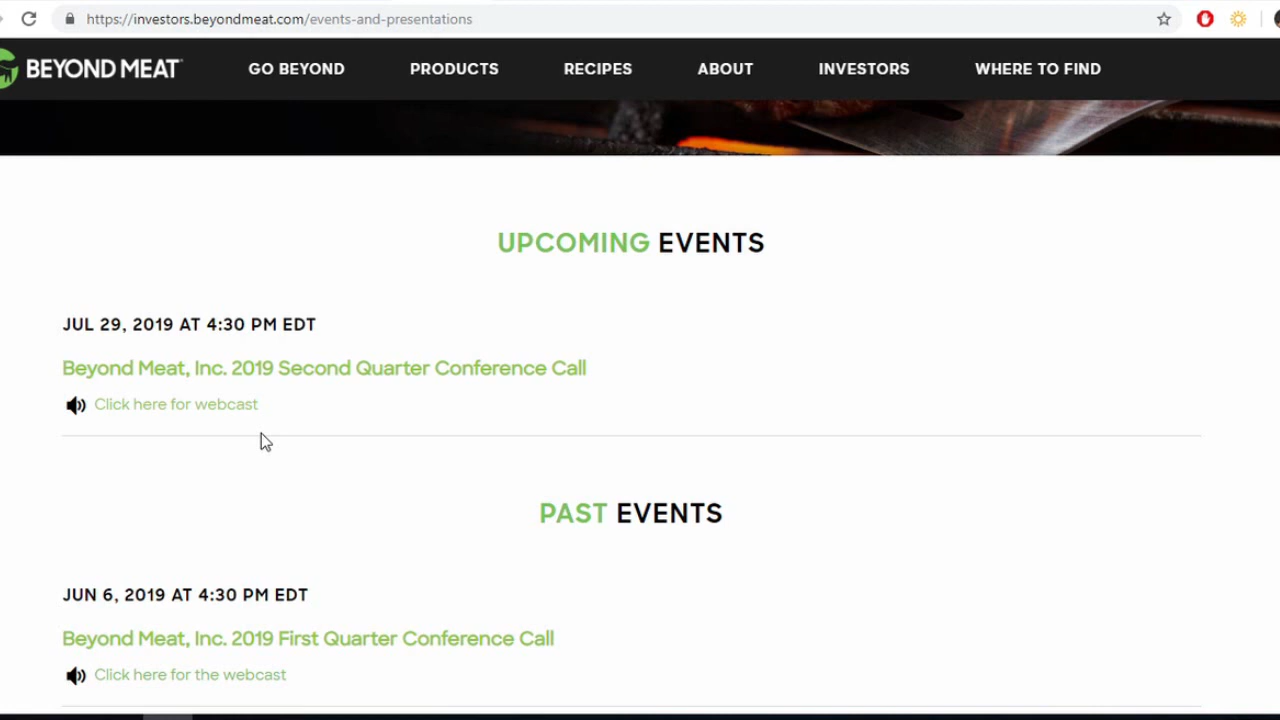 https://investors.beyondmeat.com/events-and-presentations
BEYOND MEAT
GO BEYOND
PRODUCTS
RECIPES
ABOUT
INVESTORS
WHERE TO FIND
UPCOMING EVENTS
JUL 29, 2019 AT 4:30 PM EDT
Beyond Meat, Inc. 2019 Second Quarter Conference Call
Click here for webcast
PAST EVENTS
JUN 6, 2019 AT 4:30 PM EDT
Beyond Meat, Inc. 2019 First Quarter Conference Call
Click here for the webcast